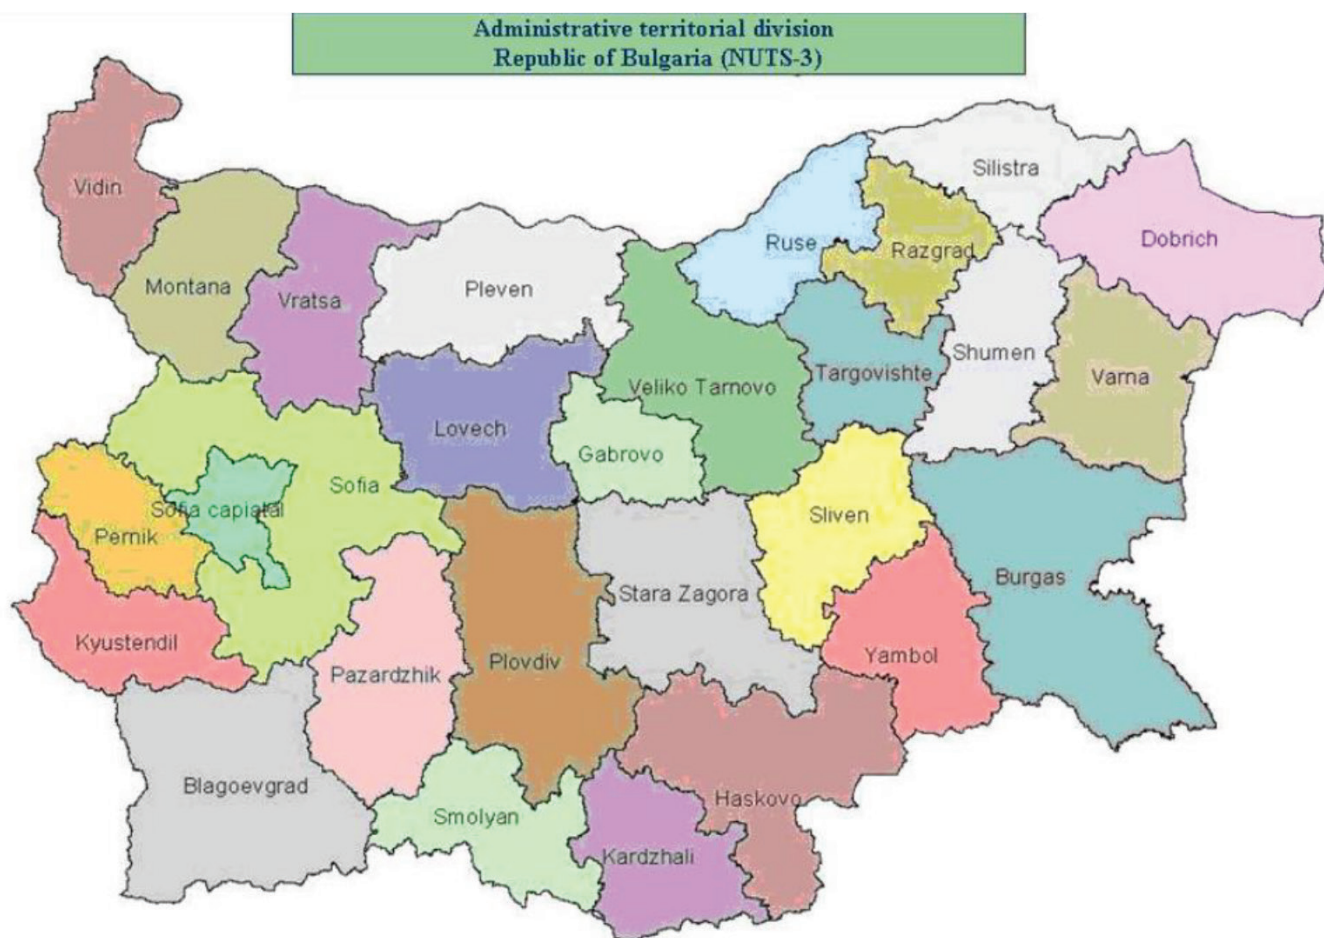 Administrative territorial division
Republic of Bulgaria (NUTS-3)
Silistra
Vidin
Dobrich
Ruse
Razgrad
Montana
Pleven
Vratsa
Shumen
Targovishte
Varna
Veliko Tarnovo
Lovech
Gabrovo
Sofia
Sofia capiatal
Sliven
Pernik
Burgas
Stara Zagora
Kyustendil
Yambol
Plovdiv
Pazardzhik
Blagoevgrad
Haskovo
Smolyan
Kardzhali